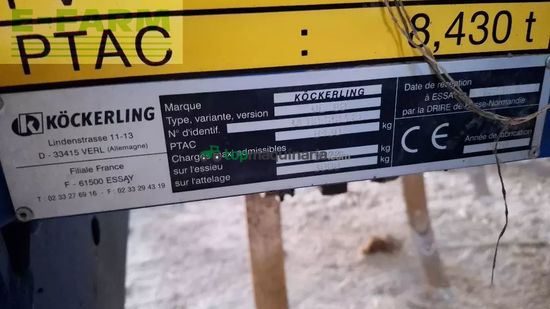 E-FARM
PTAC : 8,430 t
KÖCKERLING
Lindenstrasse 11-13
D - 33415 VERL (Allemagne)
Filiale France
F - 61500 ESSAY
T : 02 33 27 69 16 - F : 02 33 29 43 19
Marque KÖCKERLING
Type, variante, version
N° d'identif.
PTAC kg
Charges admissibles
sur l'essieu kg
sur l'attelage kg
topmaquinaria
Date de réception
à ESSAY
par la DRIRE de Basse-Normandie
CE
Année de fabrication